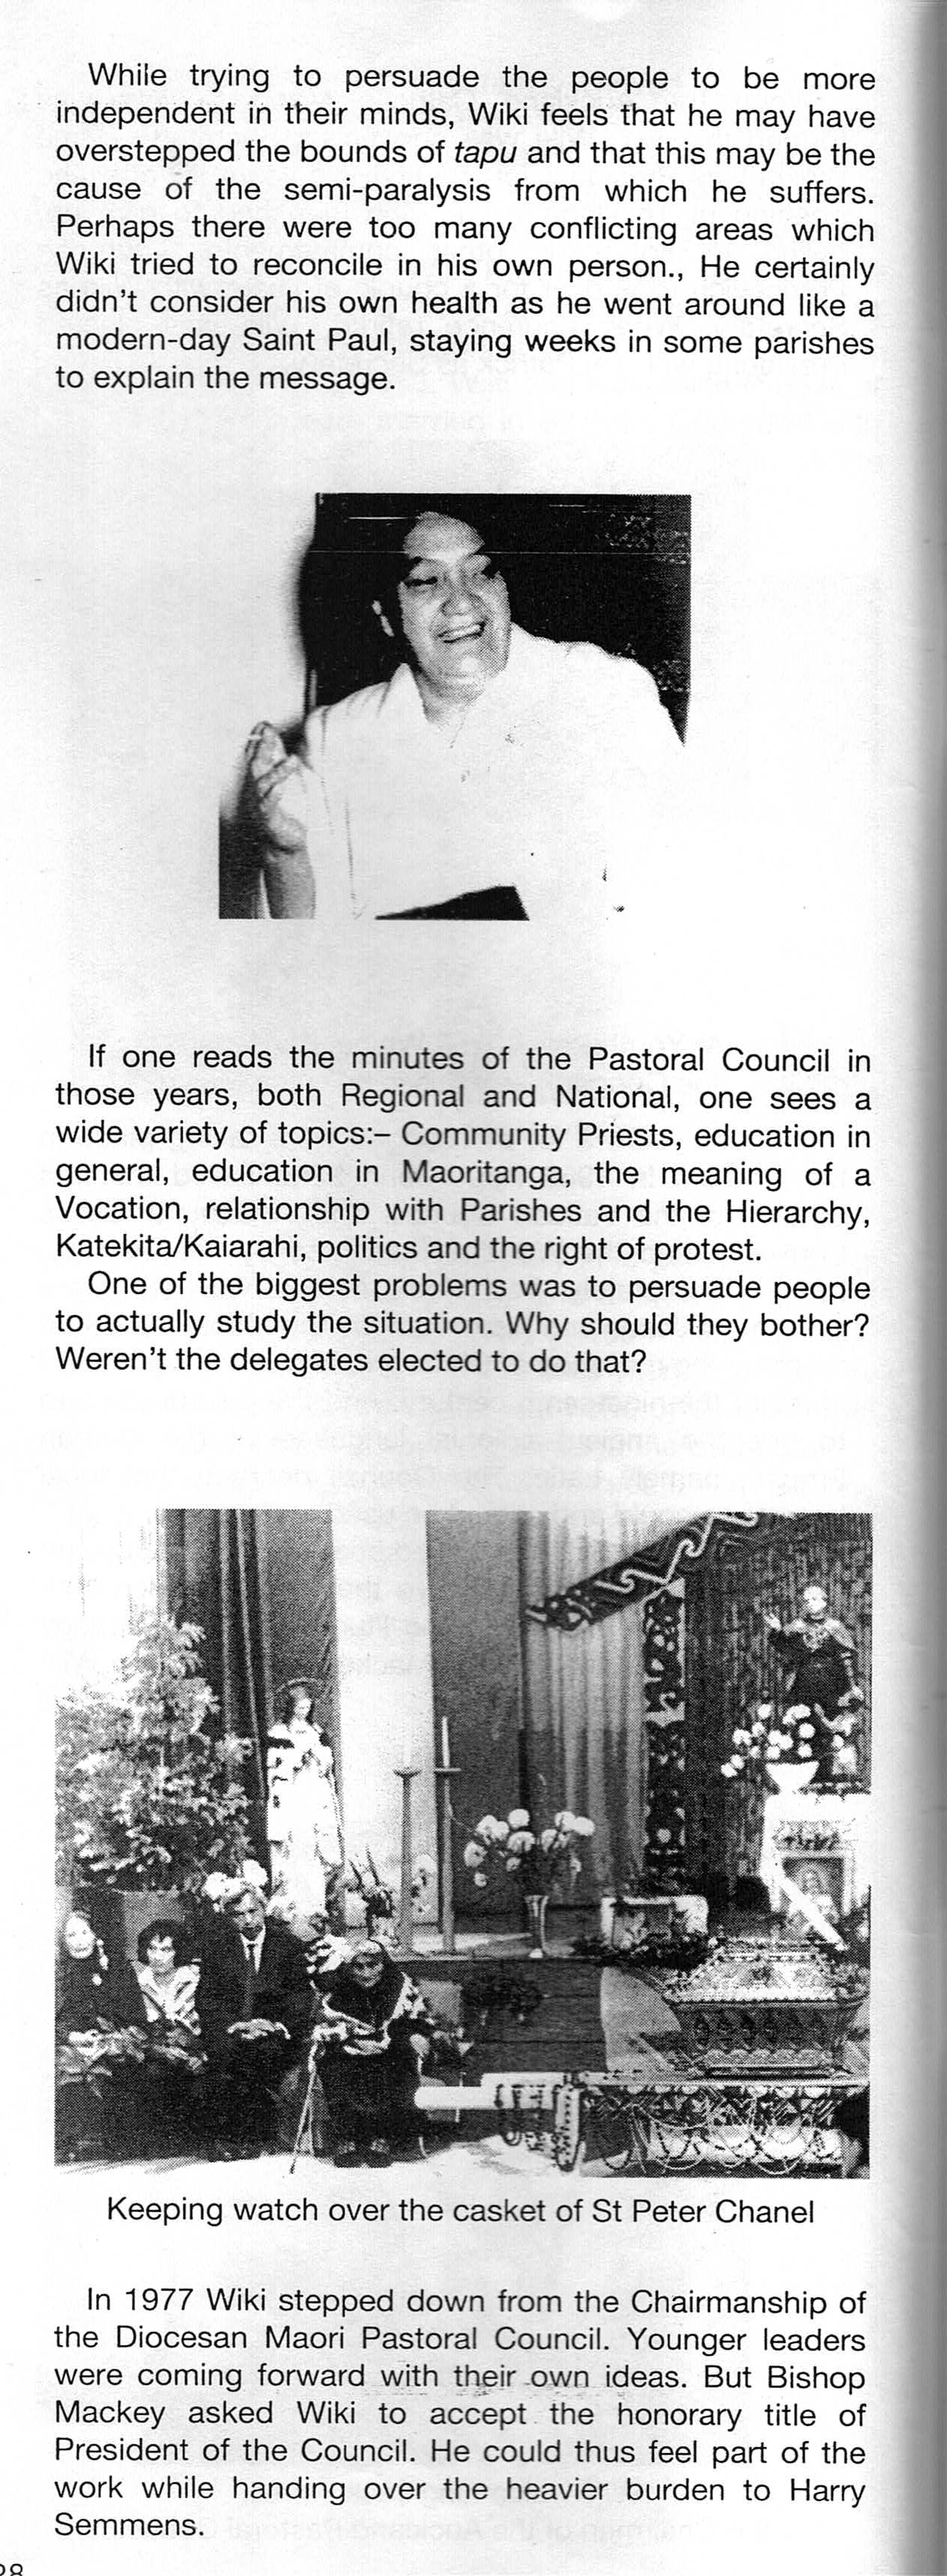 While trying to persuade the people to be more
independent in their minds, Wiki feels that he may have
overstepped the bounds of tapu and that this may be the
cause of the semi-paralysis from which he suffers.
Perhaps there were too many conflicting areas which
Wiki tried to reconcile in his own person., He certainly
didn't consider his own health as he went around like a
modern-day Saint Paul, staying weeks in some parishes
to explain the message.
If one reads the minutes of the Pastoral Council in
those years, both Regional and National, one sees a
wide variety of topics:– Community Priests, education in
general, education in Maoritanga, the meaning of a
Vocation, relationship with Parishes and the Hierarchy,
Katekita/Kaiarahi, politics and the right of protest.
One of the biggest problems was to persuade people
to actually study the situation. Why should they bother?
Weren't the delegates elected to do that?
Keeping watch over the casket of St Peter Chanel
In 1977 Wiki stepped down from the Chairmanship of
the Diocesan Maori Pastoral Council. Younger leaders
were coming forward with their own ideas. But Bishop
Mackey asked Wiki to accept the honorary title of
President of the Council. He could thus feel part of the
work while handing over the heavier burden to Harry
Semmens.